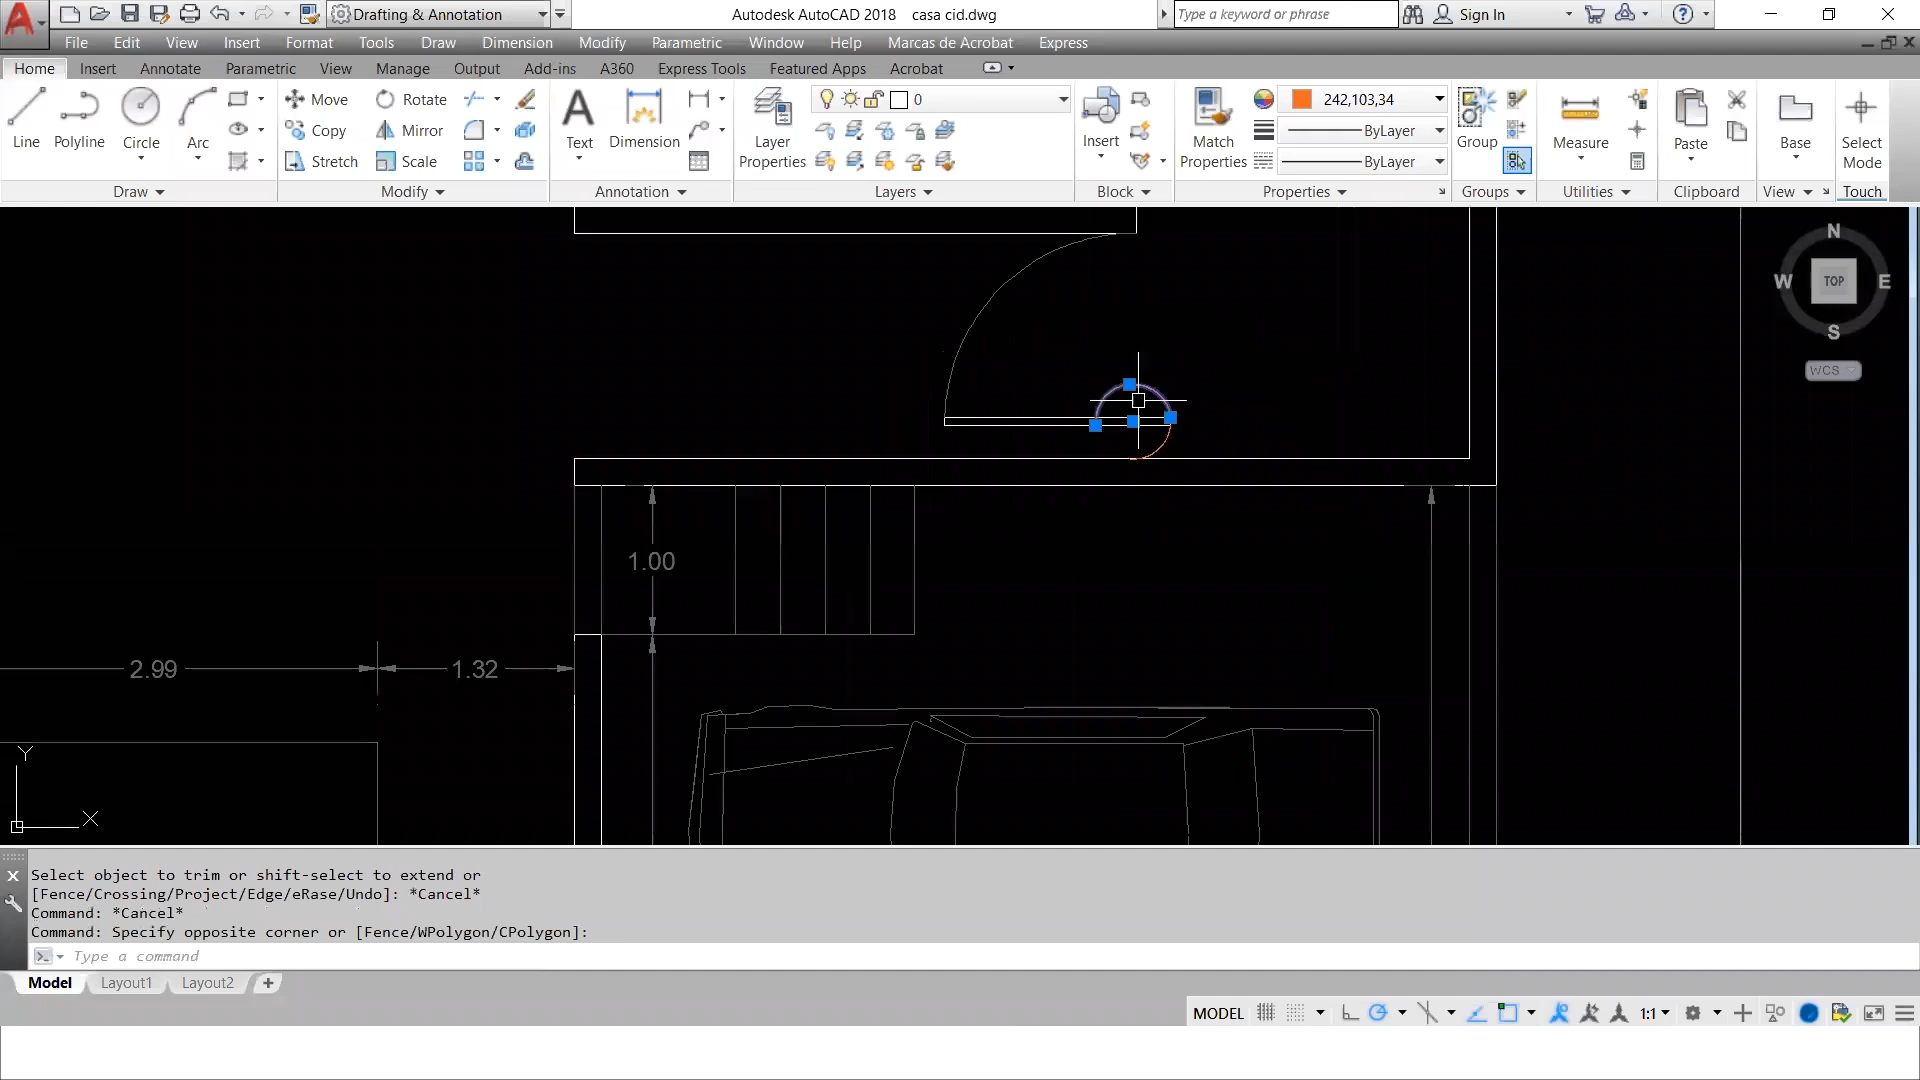 Drafting & Annotation
Autodesk AutoCAD 2018 casa cid.dwg
Type a keyword or phrase
Sign In
File Edit View Insert Format Tools Draw Dimension Modify Parametric Window Help Marcas de Acrobat Express
Home Insert Annotate Parametric View Manage Output Add-ins A360 Express Tools Featured Apps Acrobat
Line Polyline Circle Arc
Move Rotate
Copy Mirror
Stretch Scale
Text Dimension
Layer Properties
0
Insert
Match Properties
242,103,34
ByLayer
ByLayer
Group
Measure
Paste
Base
Select Mode
Draw Modify Annotation Layers Block Properties Groups Utilities Clipboard View Touch
N
W TOP E
S
WCS
1.00
2.99 1.32
Y
X
Select object to trim or shift-select to extend or
[Fence/Crossing/Project/Edge/eRase/Undo]: *Cancel*
Command: *Cancel*
Command: Specify opposite corner or [Fence/WPolygon/CPolygon]:
Type a command
Model Layout1 Layout2 +
MODEL 1:1